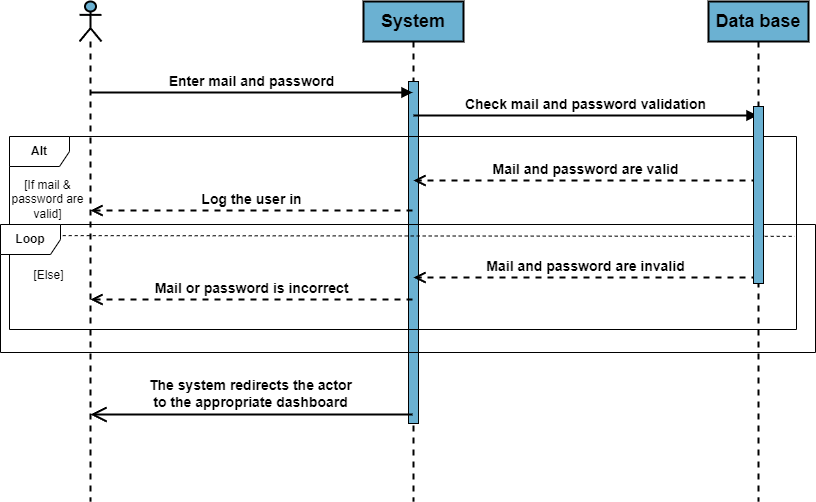 System
Data base
Enter mail and password
Check mail and password validation
Alt
Mail and password are valid
[If mail &
password are
valid]
Log the user in
Loop
Mail and password are invalid
[Else]
Mail or password is incorrect
The system redirects the actor
to the appropriate dashboard